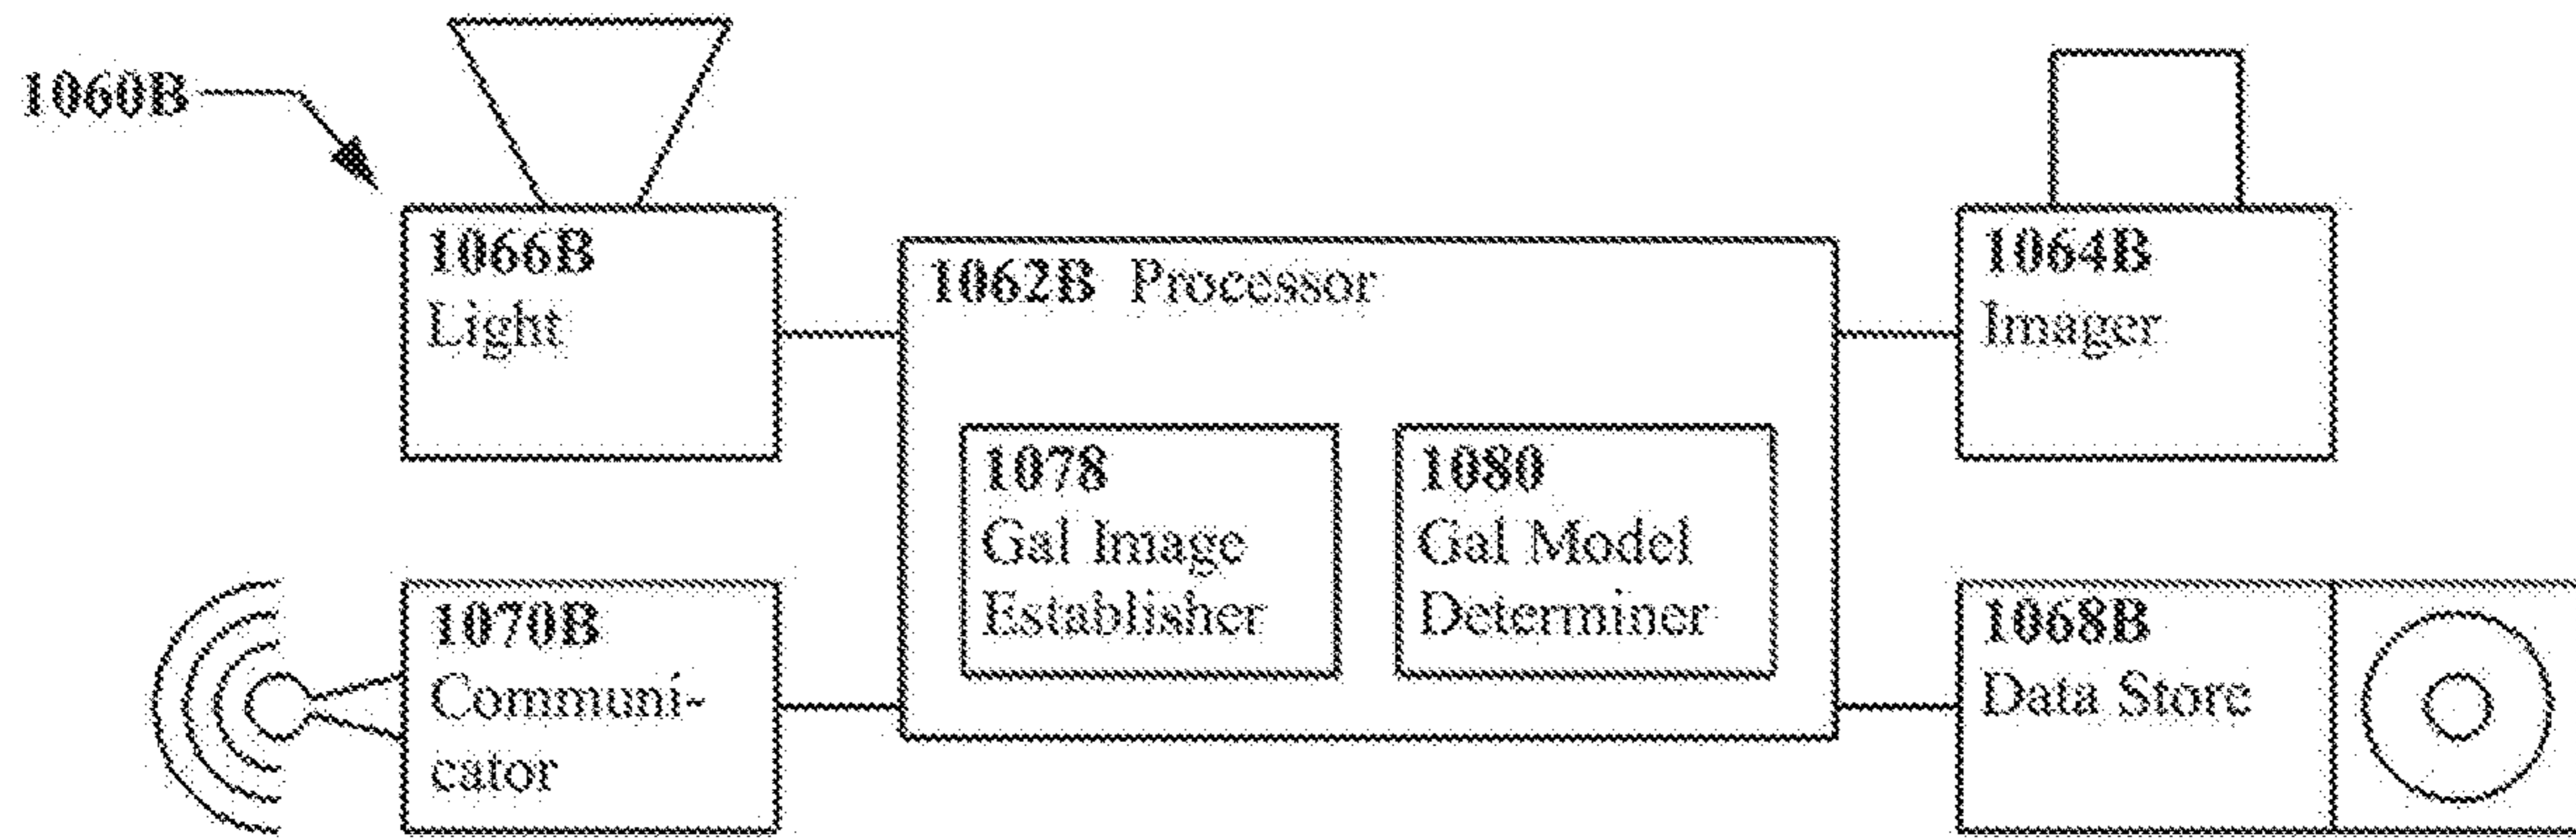 1060B
1066B
Light
1062B Processor
1064B
Imager
1078
Gal Image
Establisher
1080
Gal Model
Determiner
1070B
Communi-
cator
1068B
Data Store